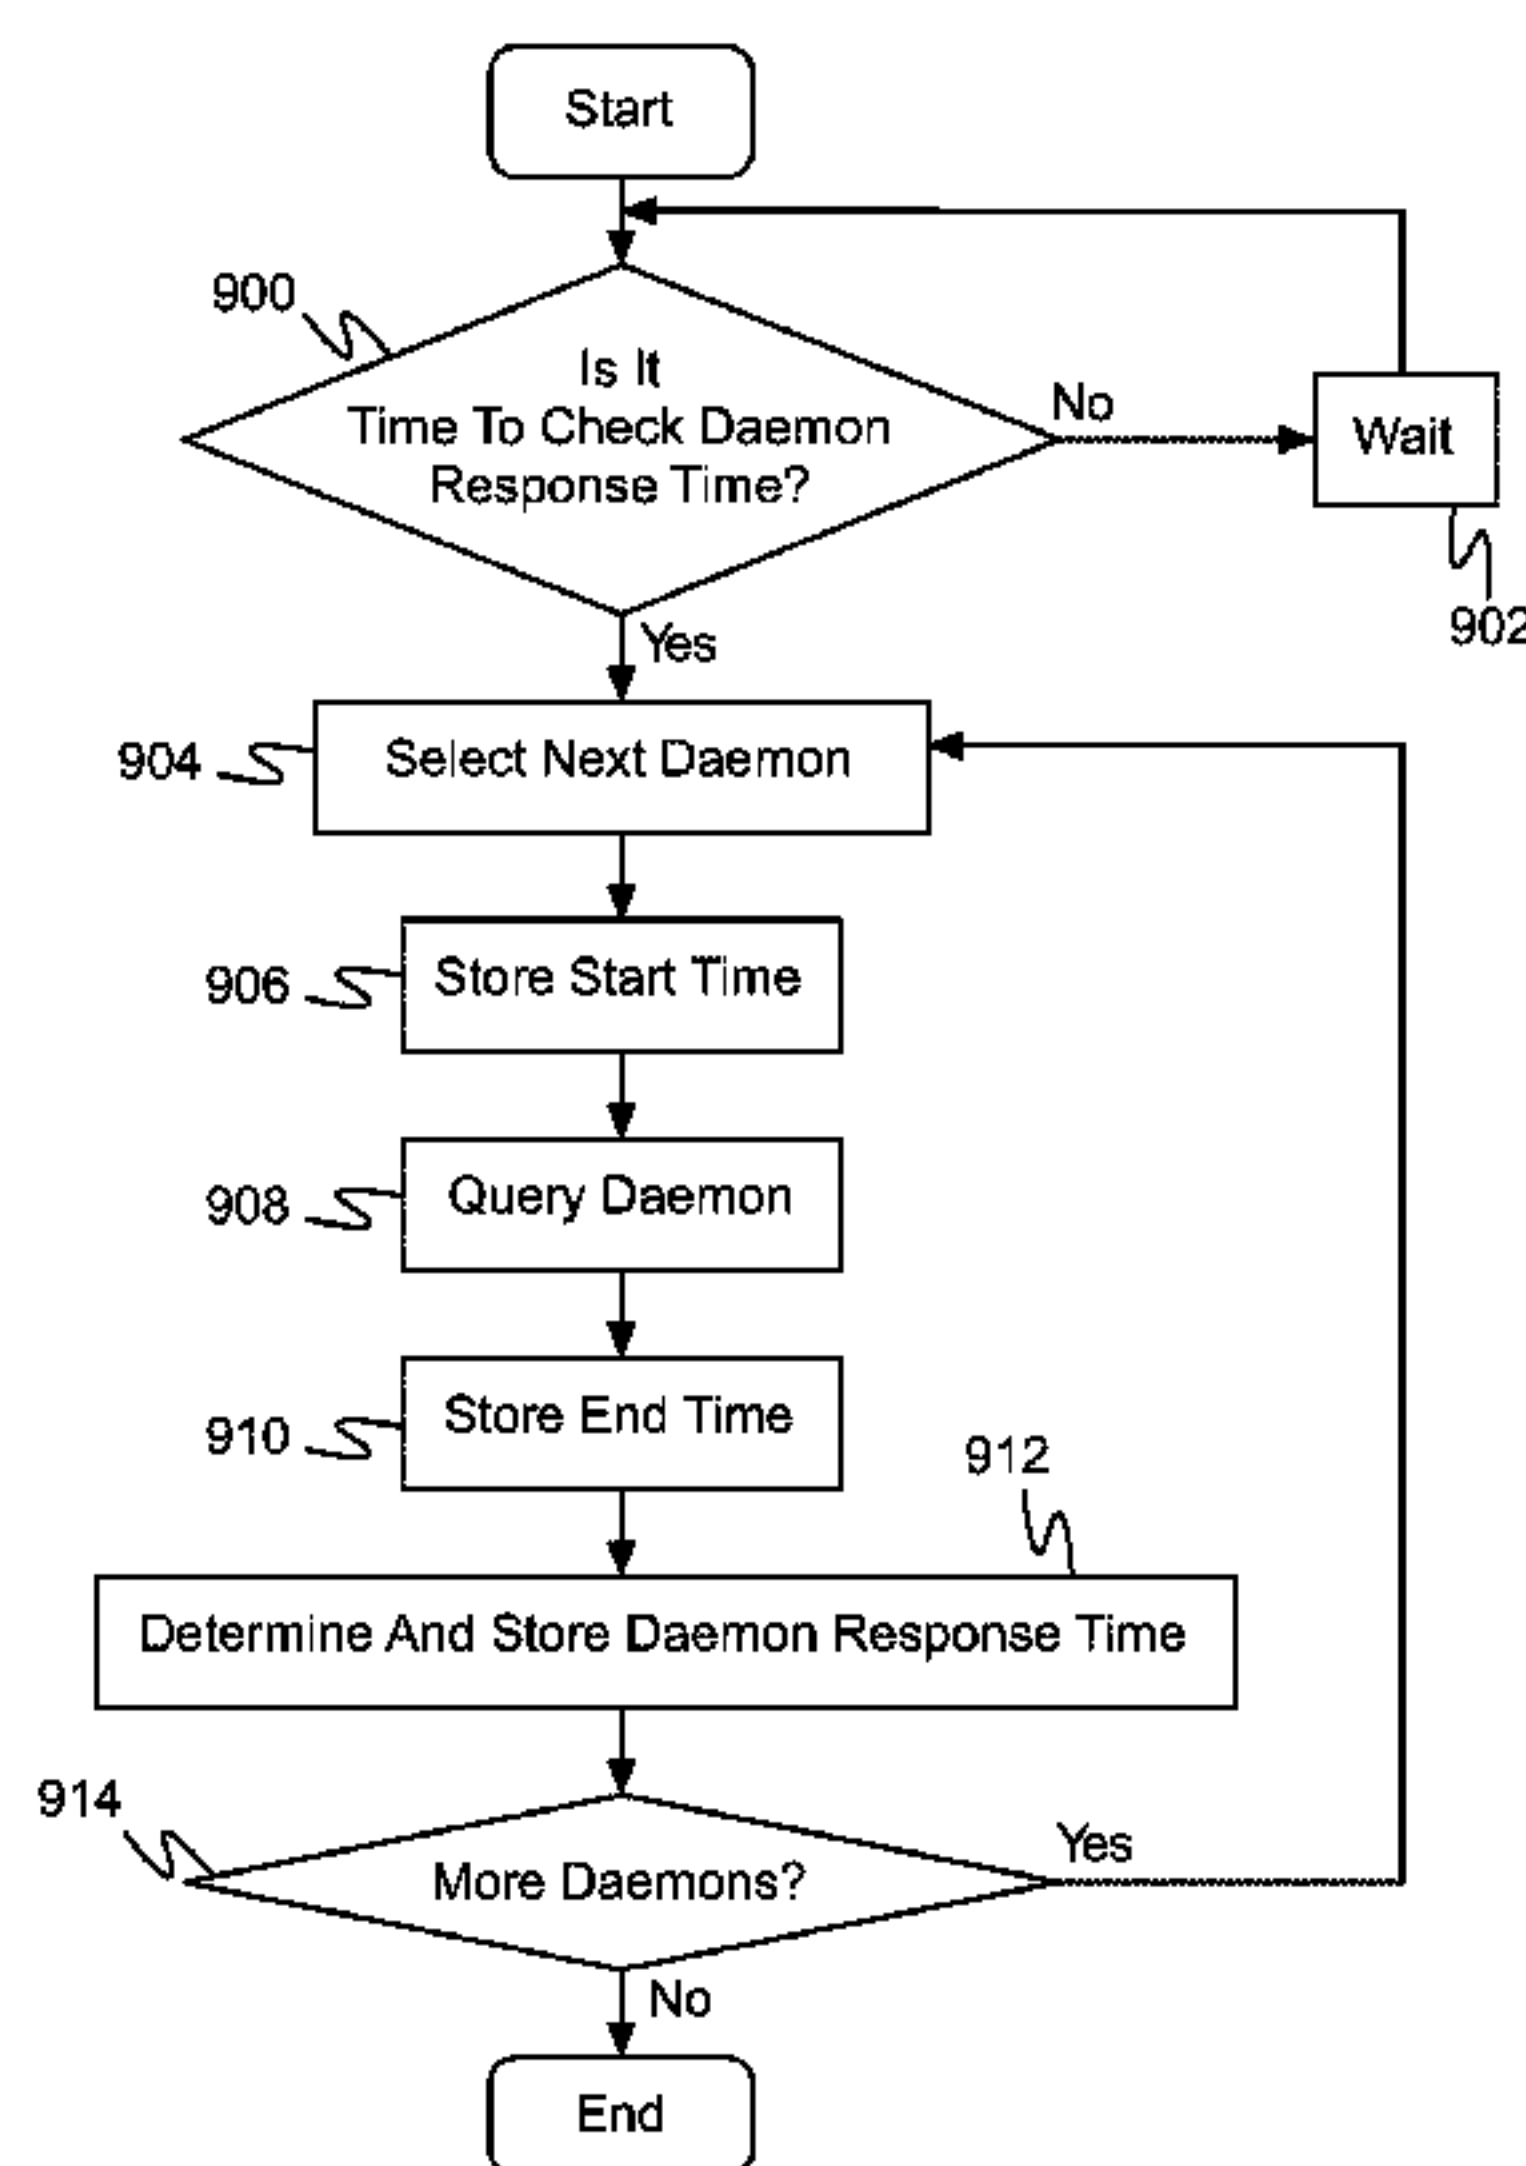 Start
900
Is It
Time To Check Daemon
Response Time?
No
Wait
902
Yes
904
Select Next Daemon
906
Store Start Time
908
Query Daemon
910
Store End Time
912
Determine And Store Daemon Response Time
914
More Daemons?
Yes
No
End